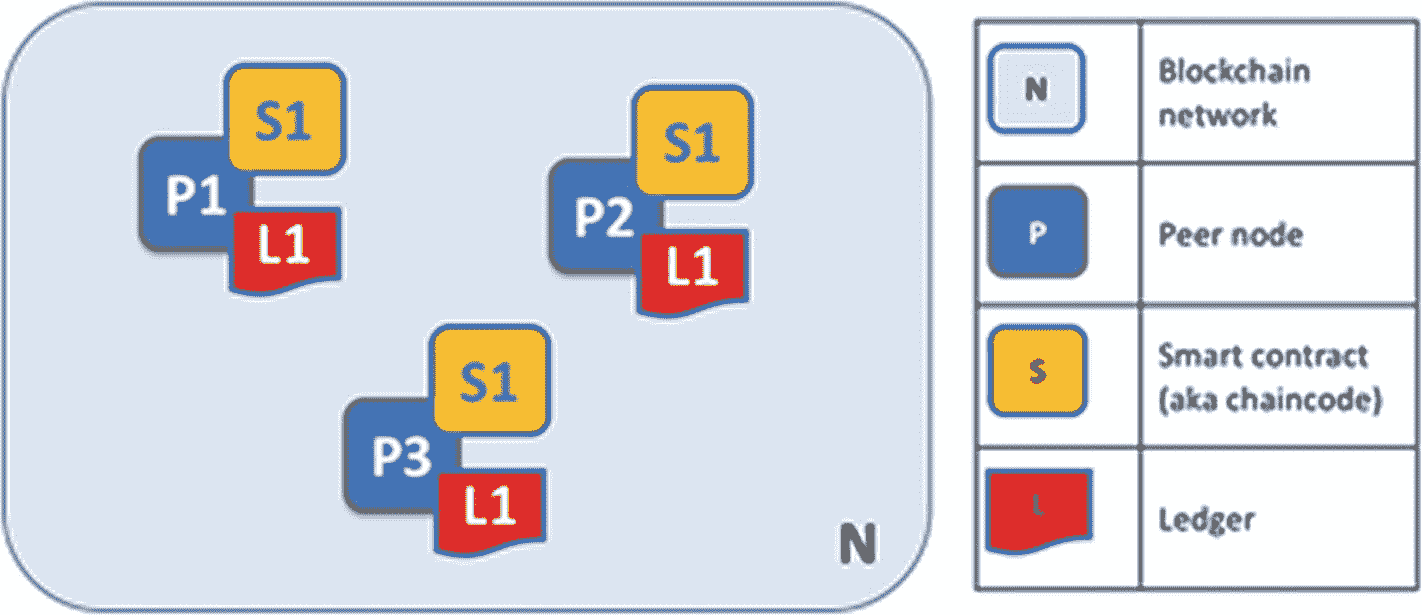 S1
P1
L1
S1
P2
L1
S1
P3
L1
N
N
Blockchain
network
P
Peer node
S
Smart contract
(aka chaincode)
L
Ledger